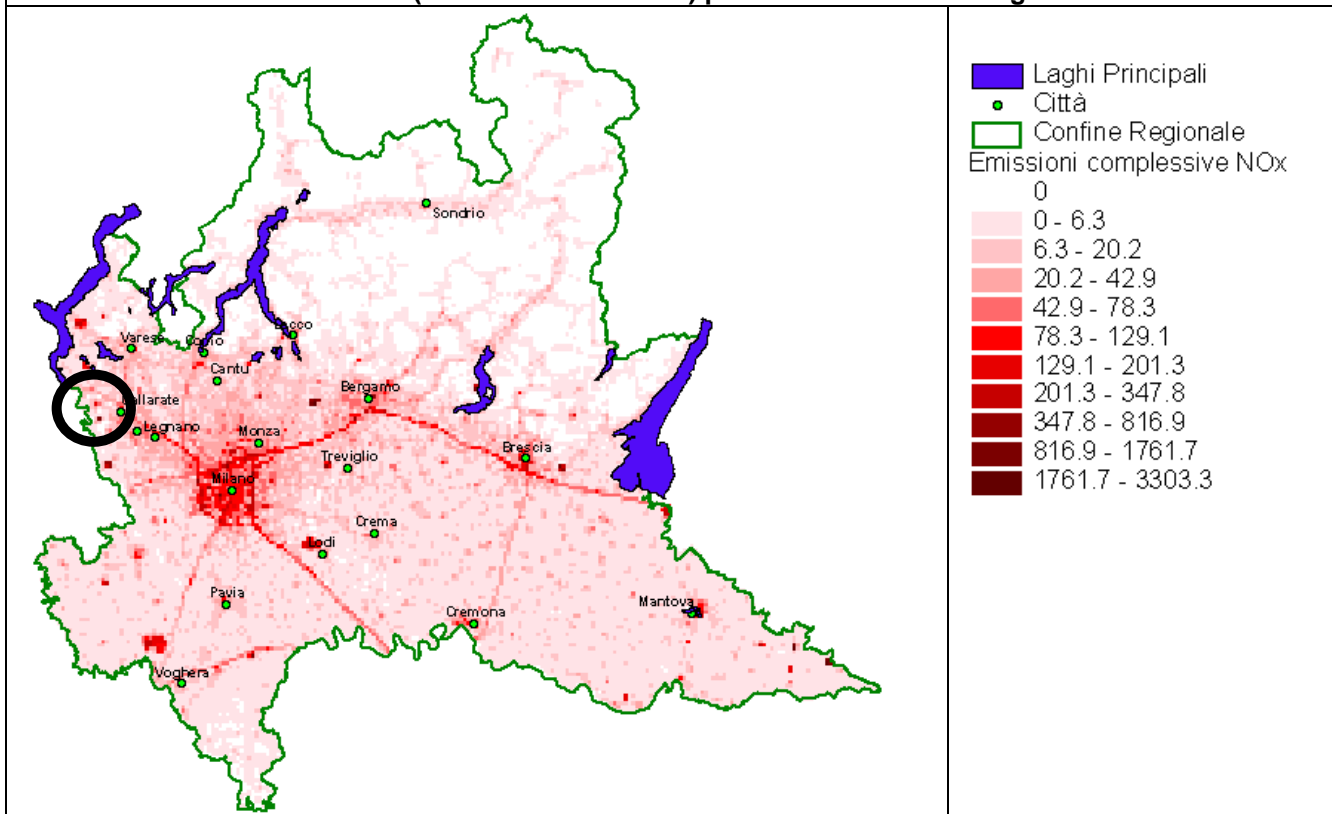 Laghi Principali
Città
Confine Regionale
Emissioni complessive NOx
0
0 - 6.3
6.3 - 20.2
20.2 - 42.9
42.9 - 78.3
78.3 - 129.1
129.1 - 201.3
201.3 - 347.8
347.8 - 816.9
816.9 - 1761.7
1761.7 - 3303.3
Sondrio
Varese
Cantu
Bergamo
Legnano
Monza
Treviglio
Brescia
Milano
Crema
Lodi
Pavia
Cremona
Mantova
Voghera